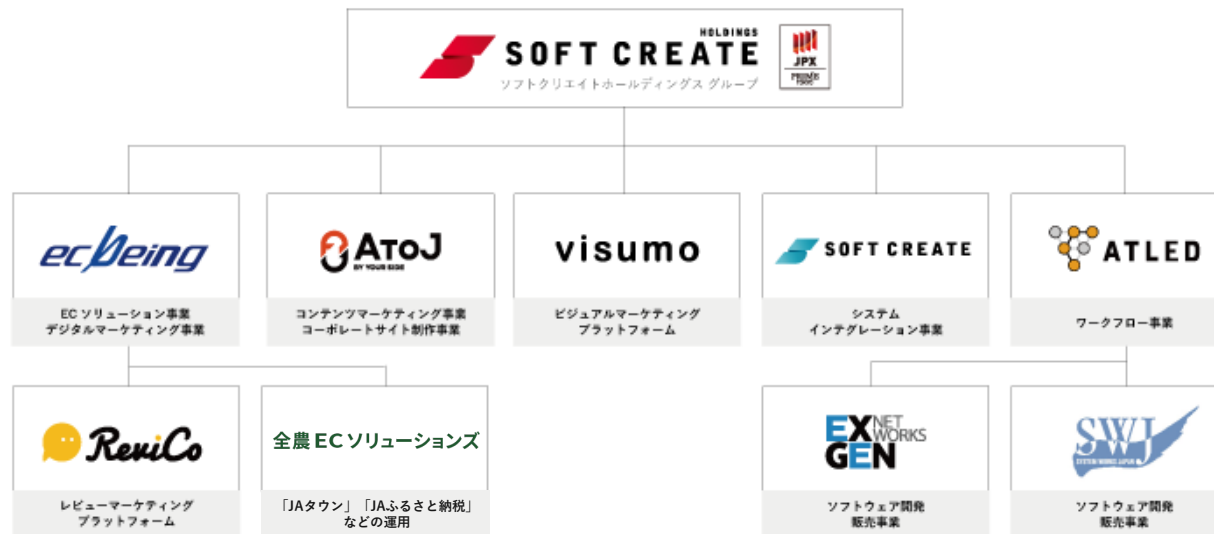 HOLDINGS
SOFT CREATE
ソフトクリエイトホールディングス グループ
JPX
PRIME
TOKYO
ecbeing
ECソリューション事業
デジタルマーケティング事業
AToJ
BY YOUR SIDE
コンテンツマーケティング事業
コーポレートサイト制作事業
visumo
ビジュアルマーケティング
プラットフォーム
SOFT CREATE
システム
インテグレーション事業
ATLED
ワークフロー事業
ReviCo
レビューマーケティング
プラットフォーム
全農ECソリューションズ
「JAタウン」「JAふるさと納税」
などの運用
EXGEN
NETWORKS
ソフトウェア開発
販売事業
SWJ
SYSTEM WORKS JAPAN
ソフトウェア開発
販売事業